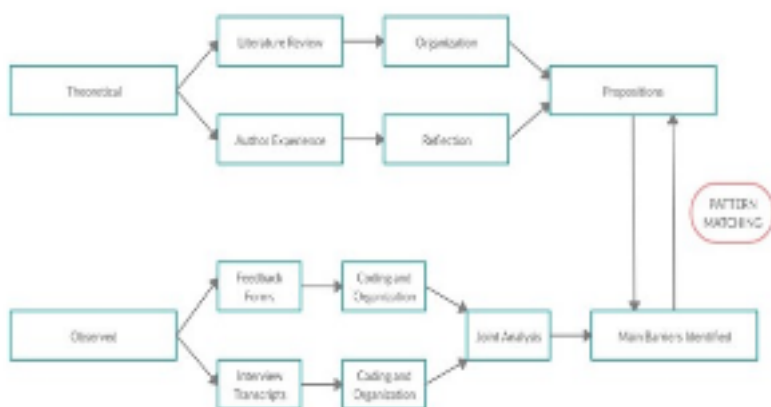 Literature Review
Organization
Theoretical
Propositions
Author Experience
Reflection
PATTERN
MATCHING
Feedback
Forms
Coding and
Organization
Observed
Joint Analysis
Main Barriers Identified
Interview
Transcripts
Coding and
Organization